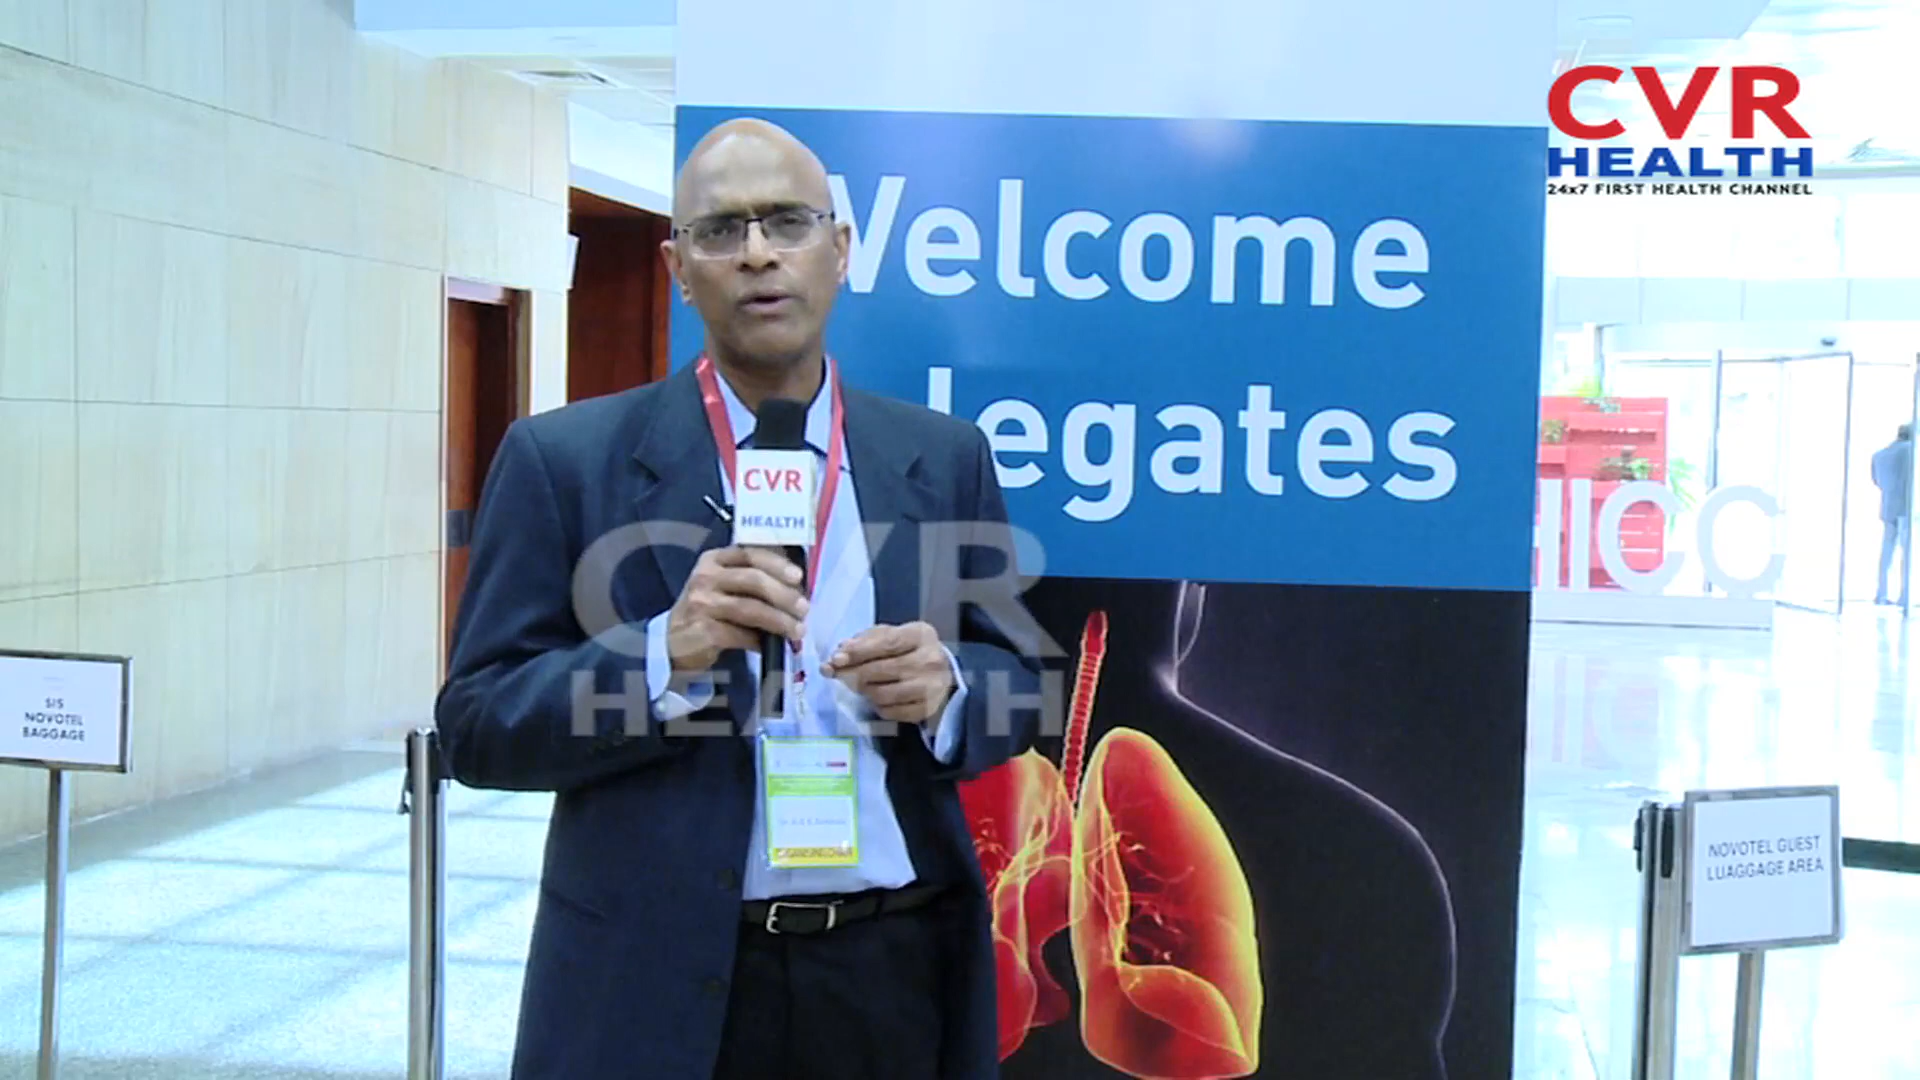 CVR
HEALTH
24x7 FIRST HEALTH CHANNEL
Welcome
legates
CVR
HEALTH
CVR
HEALTH
HICC
SIS
NOVOTEL
BAGGAGE
NOVOTEL GUEST
LUAGGAGE AREA